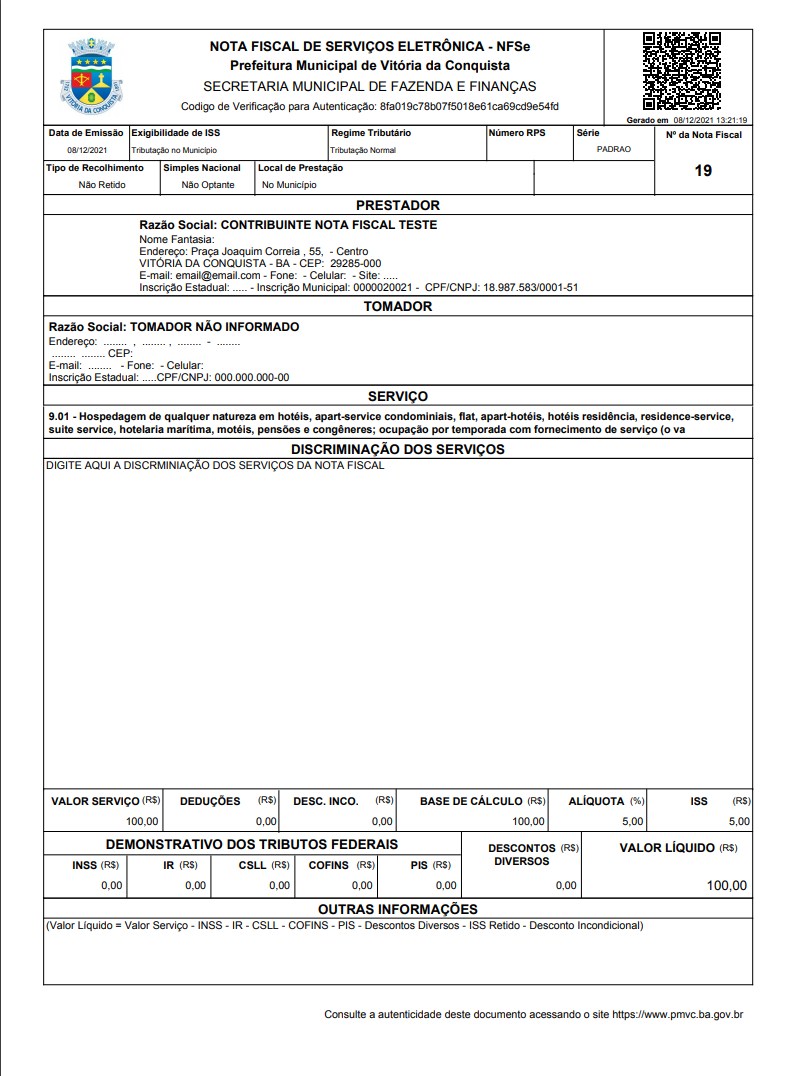 NOTA FISCAL DE SERVIÇOS ELETRÔNICA - NFSe
Prefeitura Municipal de Vitória da Conquista
SECRETARIA MUNICIPAL DE FAZENDA E FINANÇAS
Codigo de Verificação para Autenticação: 8fa019c78b07f5018e61ca69cd9e54fd
Gerado em 08/12/2021 13:21:19
VITÓRIA DA CONQUISTA
Data de Emissão Exigibilidade de ISS Regime Tributário Número RPS Série Nº da Nota Fiscal
08/12/2021 Tributação no Município Tributação Normal PADRAO
19
Tipo de Recolhimento Simples Nacional Local de Prestação
Não Retido Não Optante No Município
PRESTADOR
Razão Social: CONTRIBUINTE NOTA FISCAL TESTE
Nome Fantasia:
Endereço: Praça Joaquim Correia , 55, - Centro
VITÓRIA DA CONQUISTA - BA - CEP: 29285-000
E-mail: email@email.com - Fone: - Celular: - Site: .....
Inscrição Estadual: ..... - Inscrição Municipal: 0000020021 - CPF/CNPJ: 18.987.583/0001-51
TOMADOR
Razão Social: TOMADOR NÃO INFORMADO
Endereço: ........ , ........ , ........ - ........
........ ........ CEP:
E-mail: ........ - Fone: - Celular:
Inscrição Estadual: .....CPF/CNPJ: 000.000.000-00
SERVIÇO
9.01 - Hospedagem de qualquer natureza em hotéis, apart-service condominiais, flat, apart-hotéis, hotéis residência, residence-service,
suite service, hotelaria marítima, motéis, pensões e congêneres; ocupação por temporada com fornecimento de serviço (o va
DISCRIMINAÇÃO DOS SERVIÇOS
DIGITE AQUI A DISCRMINIAÇÃO DOS SERVIÇOS DA NOTA FISCAL
VALOR SERVIÇO (R$) DEDUÇÕES (R$) DESC. INCO. (R$) BASE DE CÁLCULO (R$) ALÍQUOTA (%) ISS (R$)
100,00 0,00 0,00 100,00 5,00 5,00
DEMONSTRATIVO DOS TRIBUTOS FEDERAIS
DESCONTOS (R$)
DIVERSOS
VALOR LÍQUIDO (R$)
INSS (R$) IR (R$) CSLL (R$) COFINS (R$) PIS (R$)
0,00 0,00 0,00 0,00 0,00 0,00 100,00
OUTRAS INFORMAÇÕES
(Valor Líquido = Valor Serviço - INSS - IR - CSLL - COFINS - PIS - Descontos Diversos - ISS Retido - Desconto Incondicional)
Consulte a autenticidade deste documento acessando o site https://www.pmvc.ba.gov.br